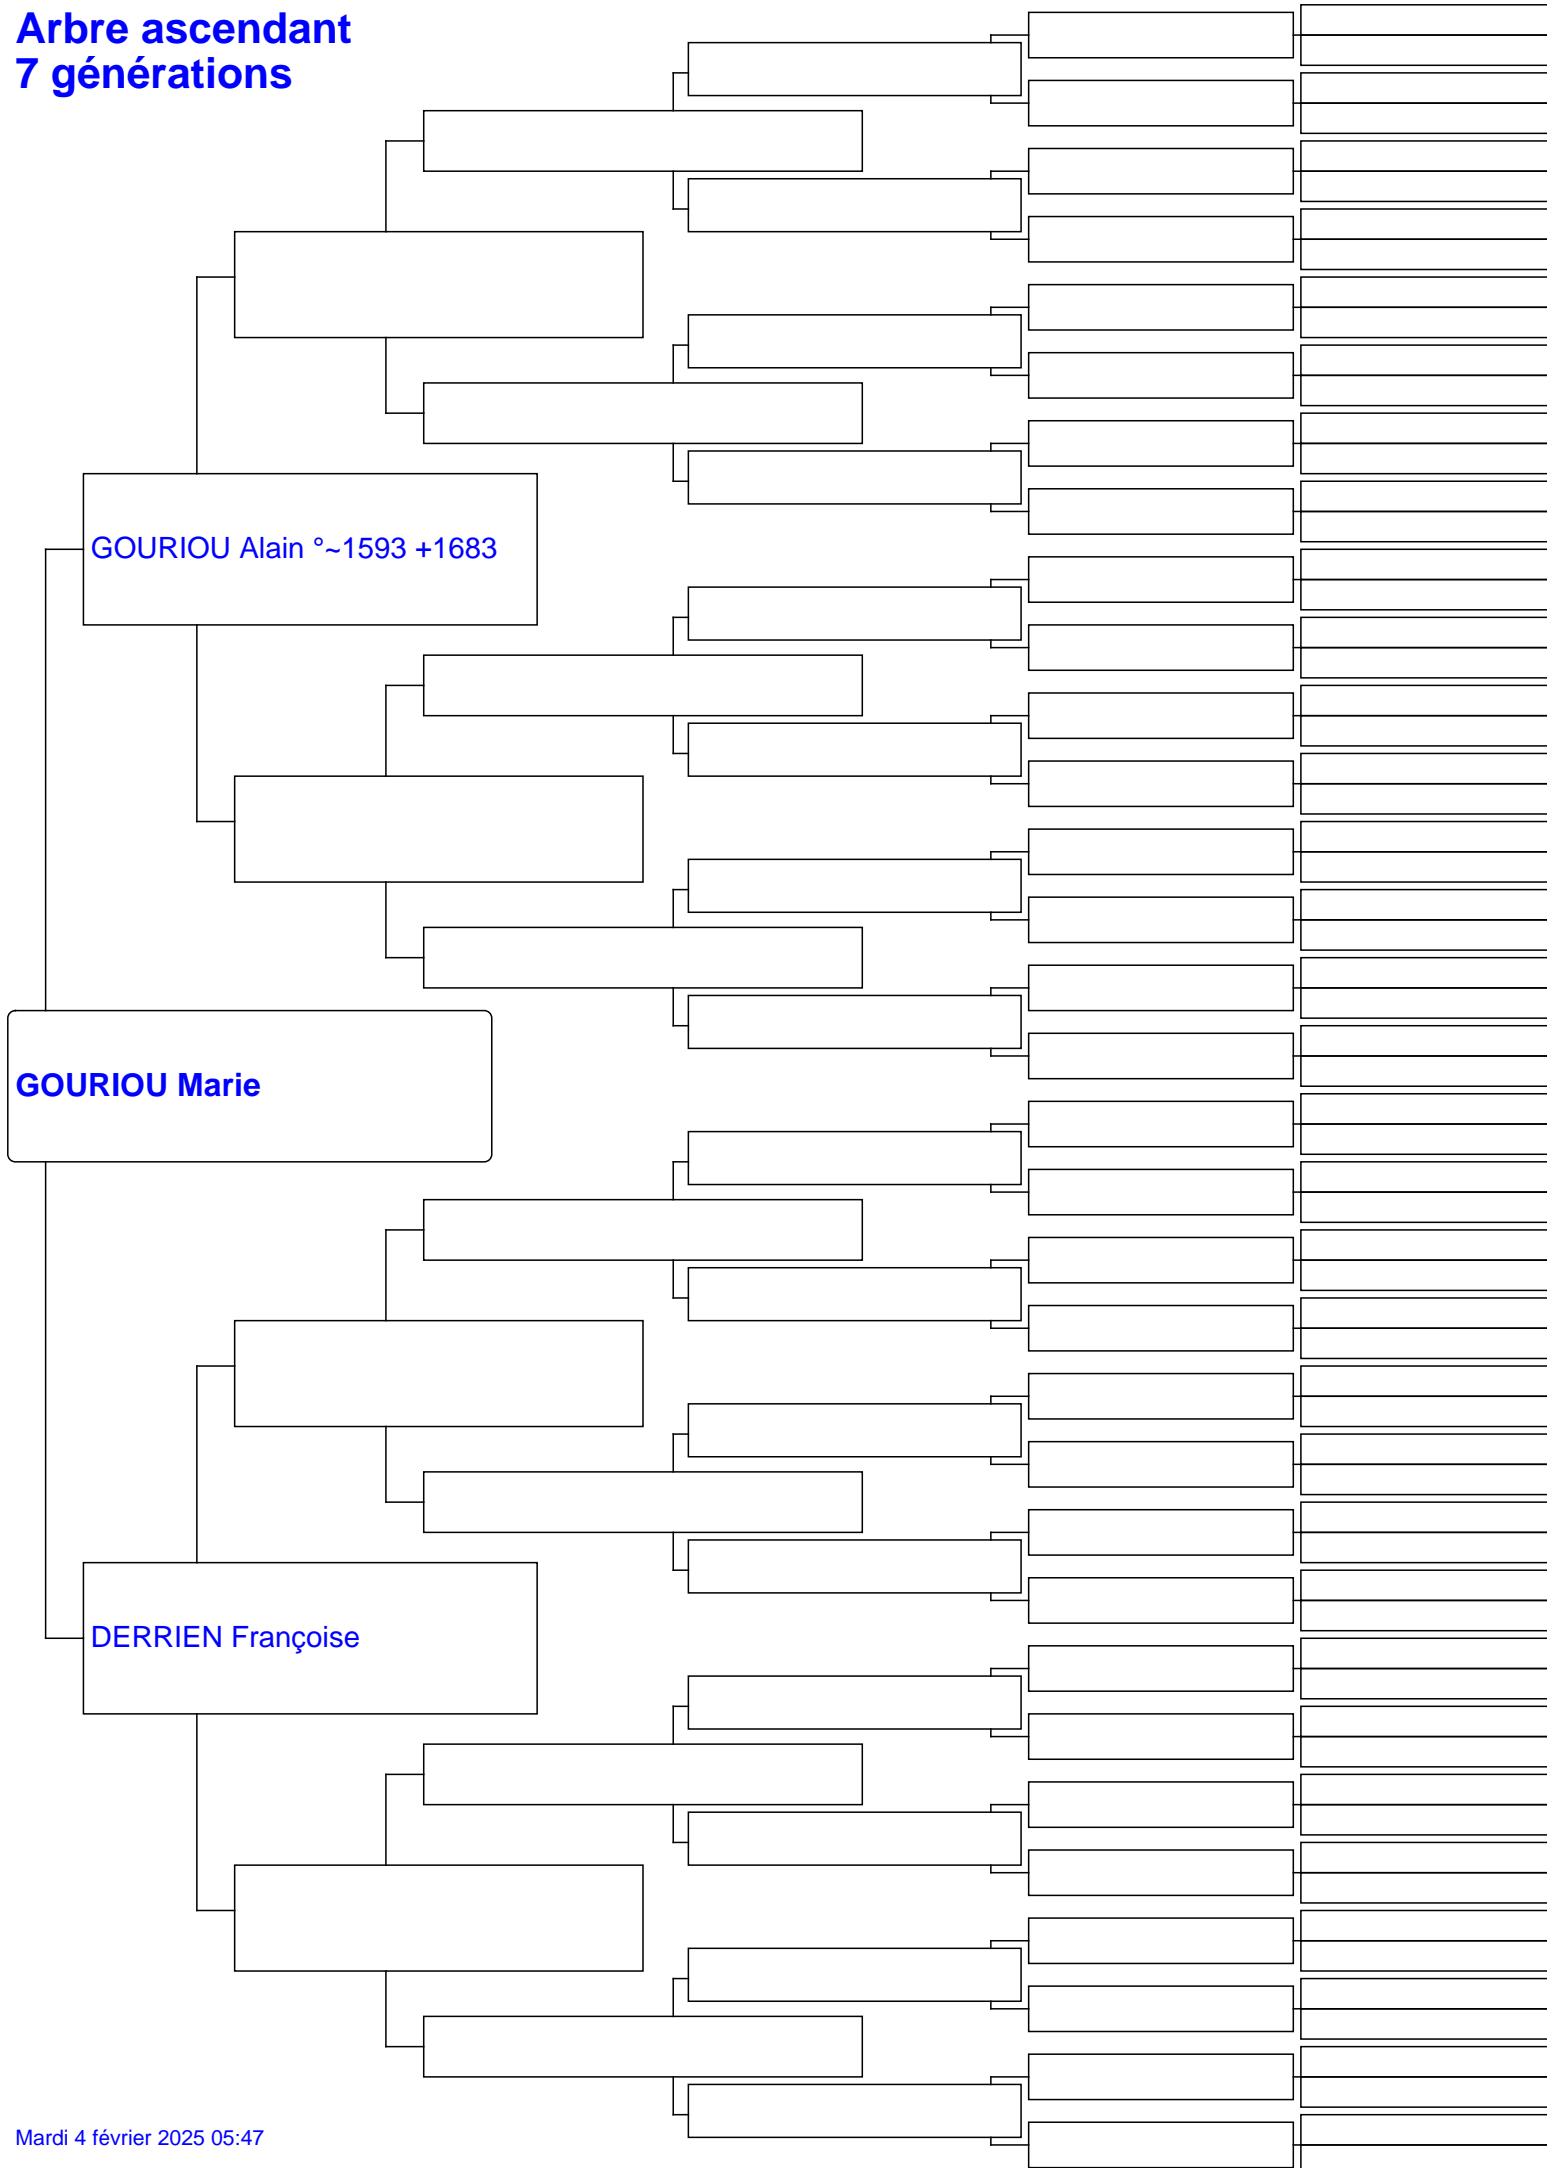 Arbre ascendant
7 générations
GOURIOU Alain °~1593 +1683
GOURIOU Marie
DERRIEN Françoise
Mardi 4 février 2025 05:47